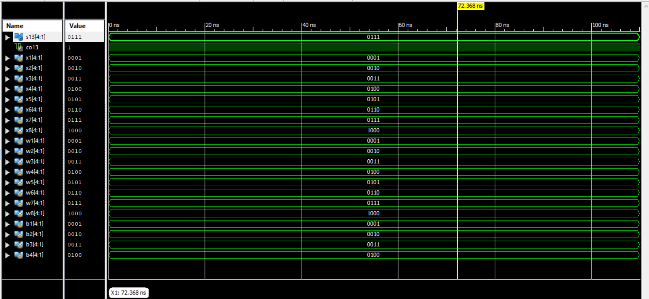 72.368 ns
Name Value 0 ns 20 ns 40 ns 60 ns 80 ns 100 ns
s13[4:1] 0111 0111
co13 1
x1[4:1] 0001 0001
x2[4:1] 0010 0010
x3[4:1] 0011 0011
x4[4:1] 0100 0100
x5[4:1] 0101 0101
x6[4:1] 0110 0110
x7[4:1] 0111 0111
x8[4:1] 1000 1000
w1[4:1] 0001 0001
w2[4:1] 0010 0010
w3[4:1] 0011 0011
w4[4:1] 0100 0100
w5[4:1] 0101 0101
w6[4:1] 0110 0110
w7[4:1] 0111 0111
w8[4:1] 1000 1000
b1[4:1] 0001 0001
b2[4:1] 0010 0010
b3[4:1] 0011 0011
b4[4:1] 0100 0100
X1: 72.368 ns